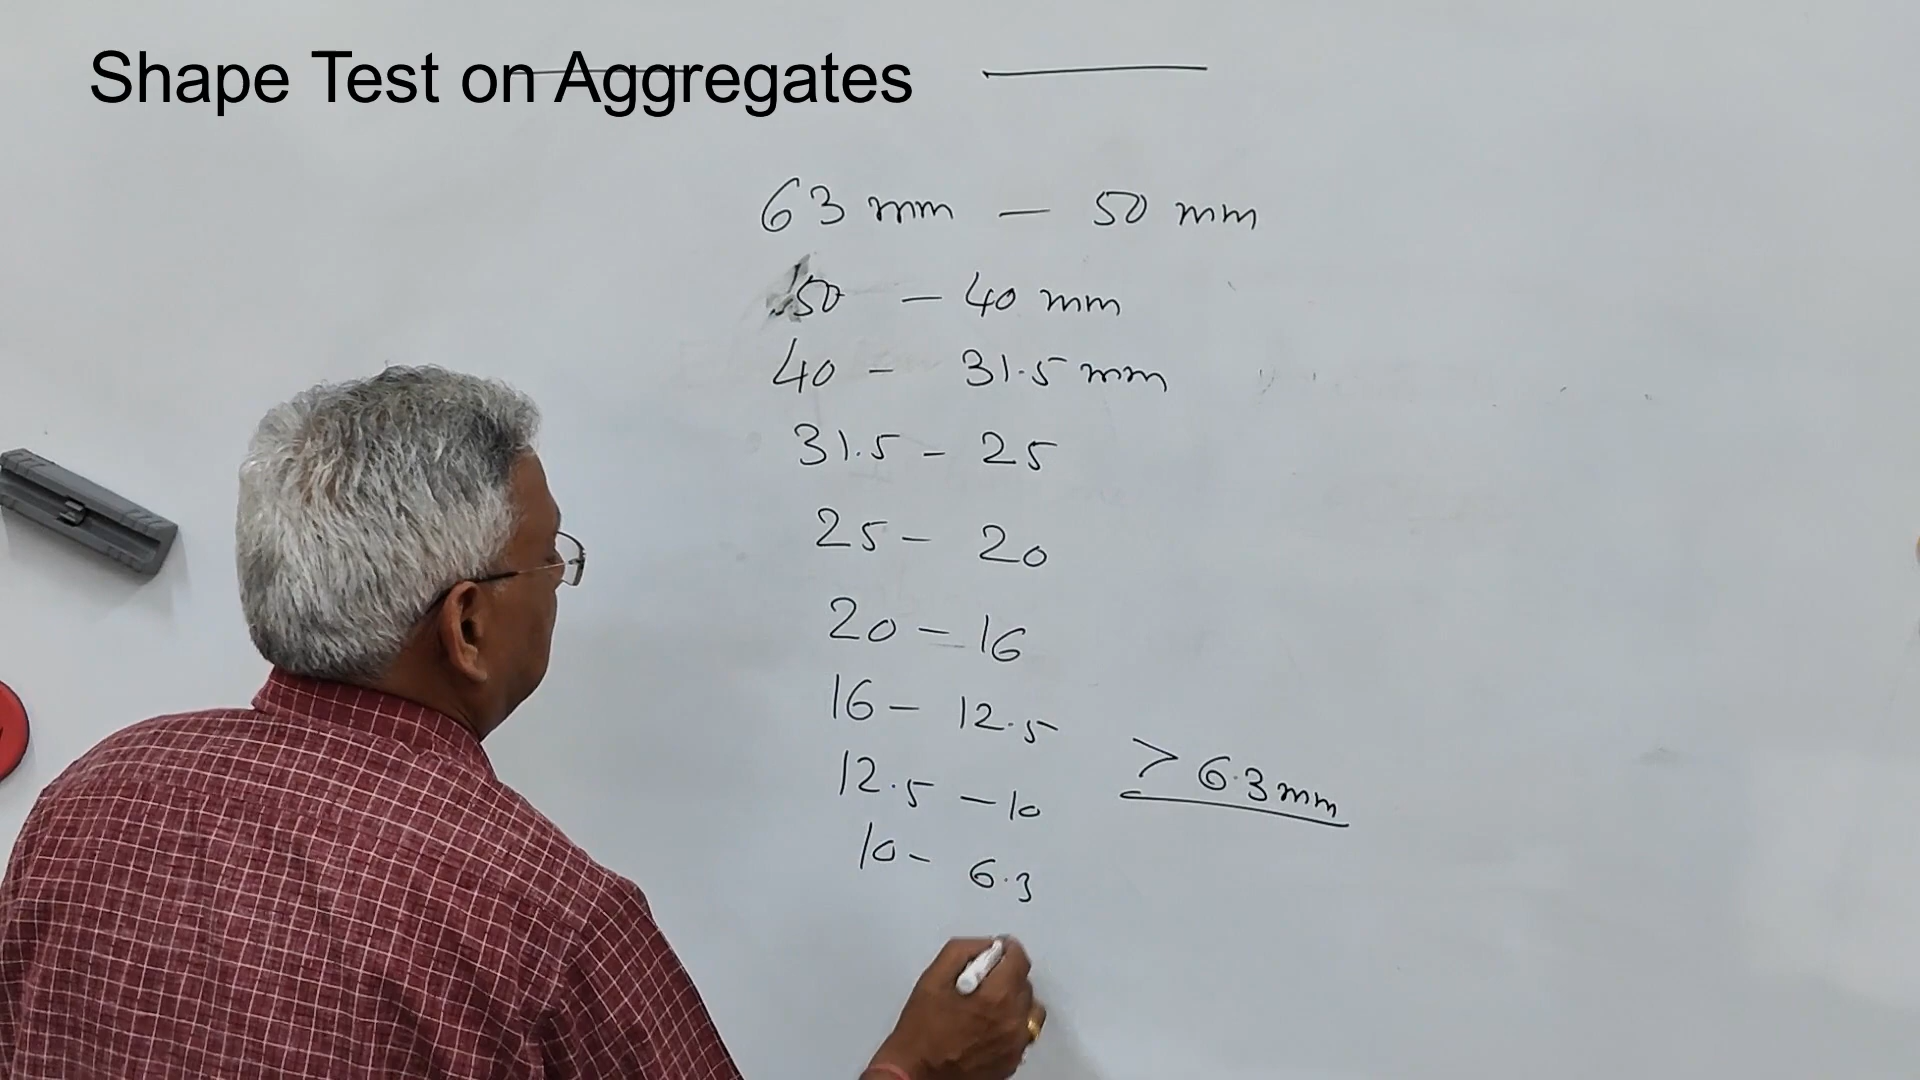 Shape Test on Aggregates
63 mm – 50 mm
50 – 40 mm
40 – 31.5 mm
31.5 – 25
25 – 20
20 – 16
16 – 12.5
12.5 – 10
> 6.3 mm
10 – 6.3